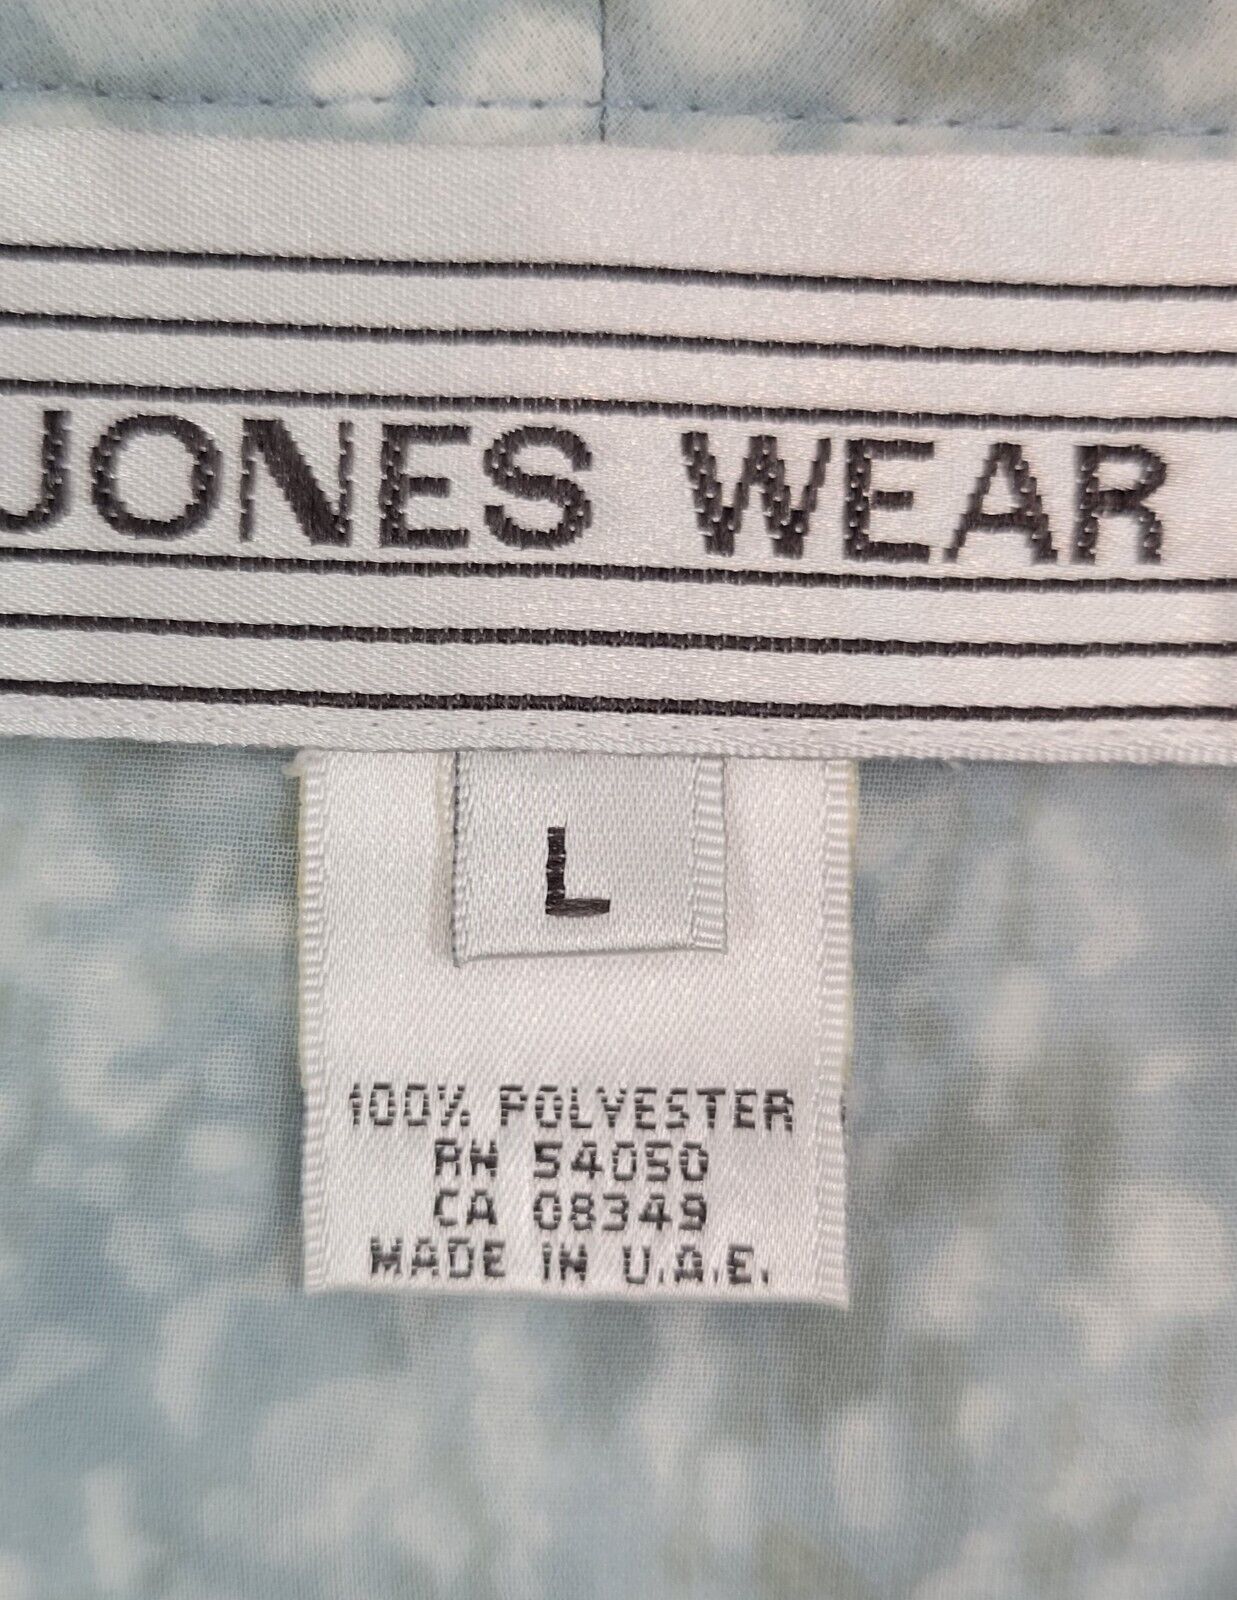 JONES WEAR
L
100% POLYESTER
RN 54050
CA 08349
MADE IN U.A.E.